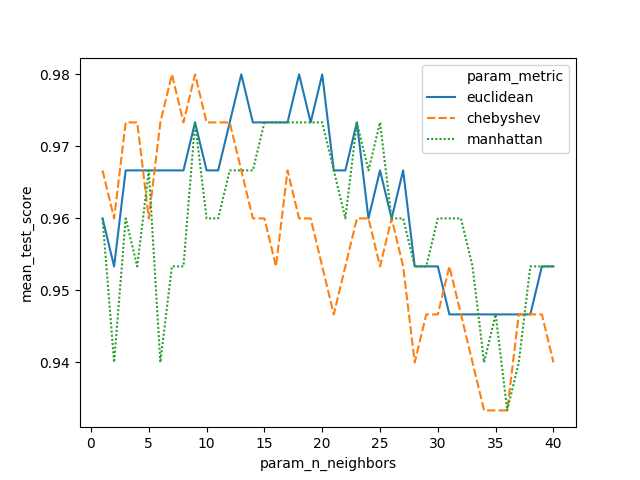 param_metric
euclidean
chebyshev
manhattan
mean_test_score
0.98
0.97
0.96
0.95
0.94
0 5 10 15 20 25 30 35 40
param_n_neighbors